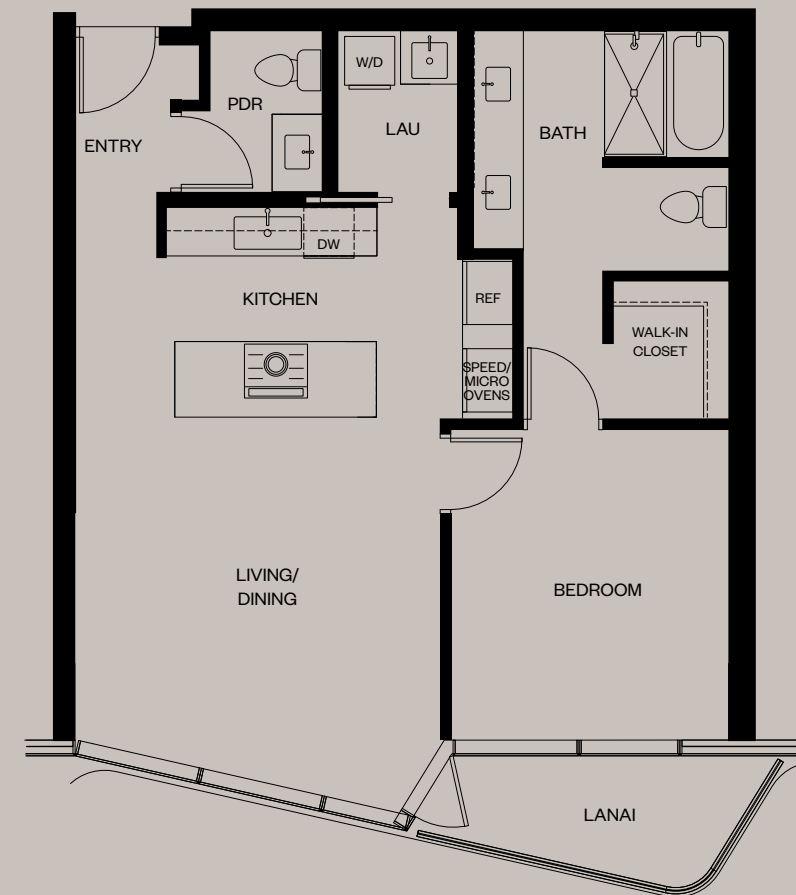 W/D
PDR
LAU
BATH
ENTRY
DW
KITCHEN
REF
WALK-IN
CLOSET
SPEED/
MICRO
OVENS
LIVING/
DINING
BEDROOM
LANAI